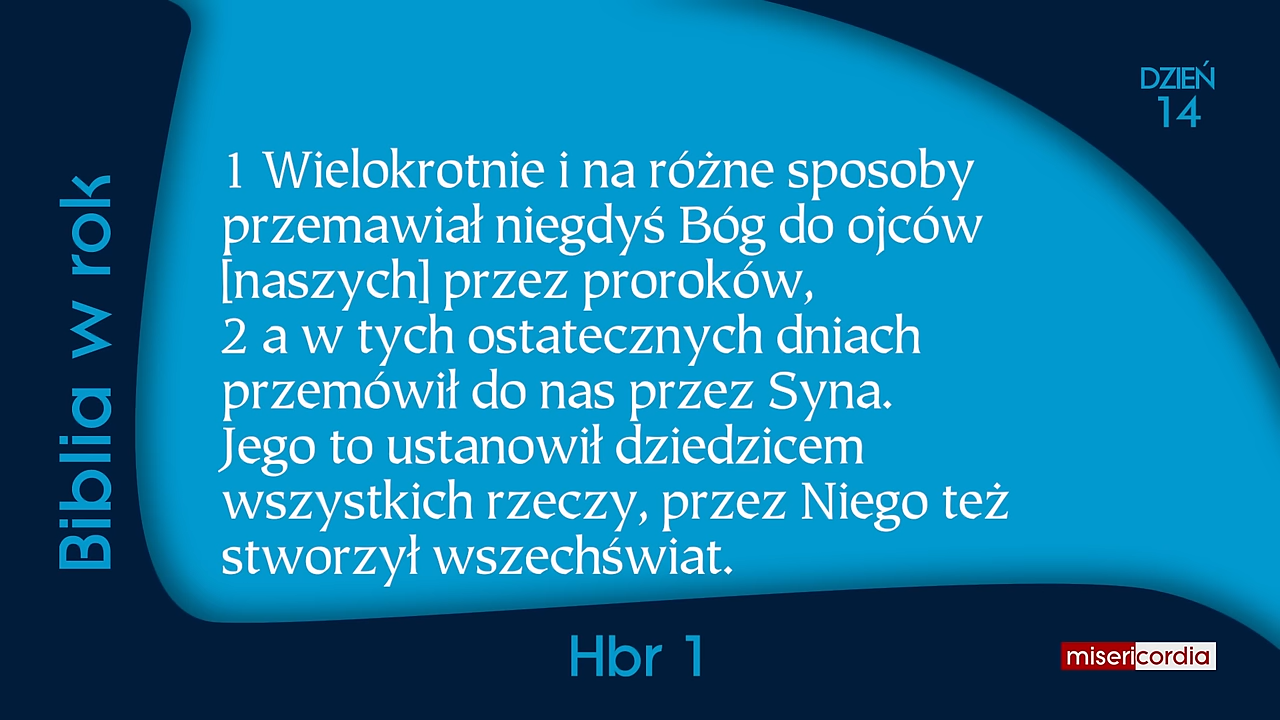 Biblia w rok
DZIEŃ
14
1 Wielokrotnie i na różne sposoby
przemawiał niegdyś Bóg do ojców
[naszych] przez proroków,
2 a w tych ostatecznych dniach
przemówił do nas przez Syna.
Jego to ustanowił dziedzicem
wszystkich rzeczy, przez Niego też
stworzył wszechświat.
Hbr 1
misericordia